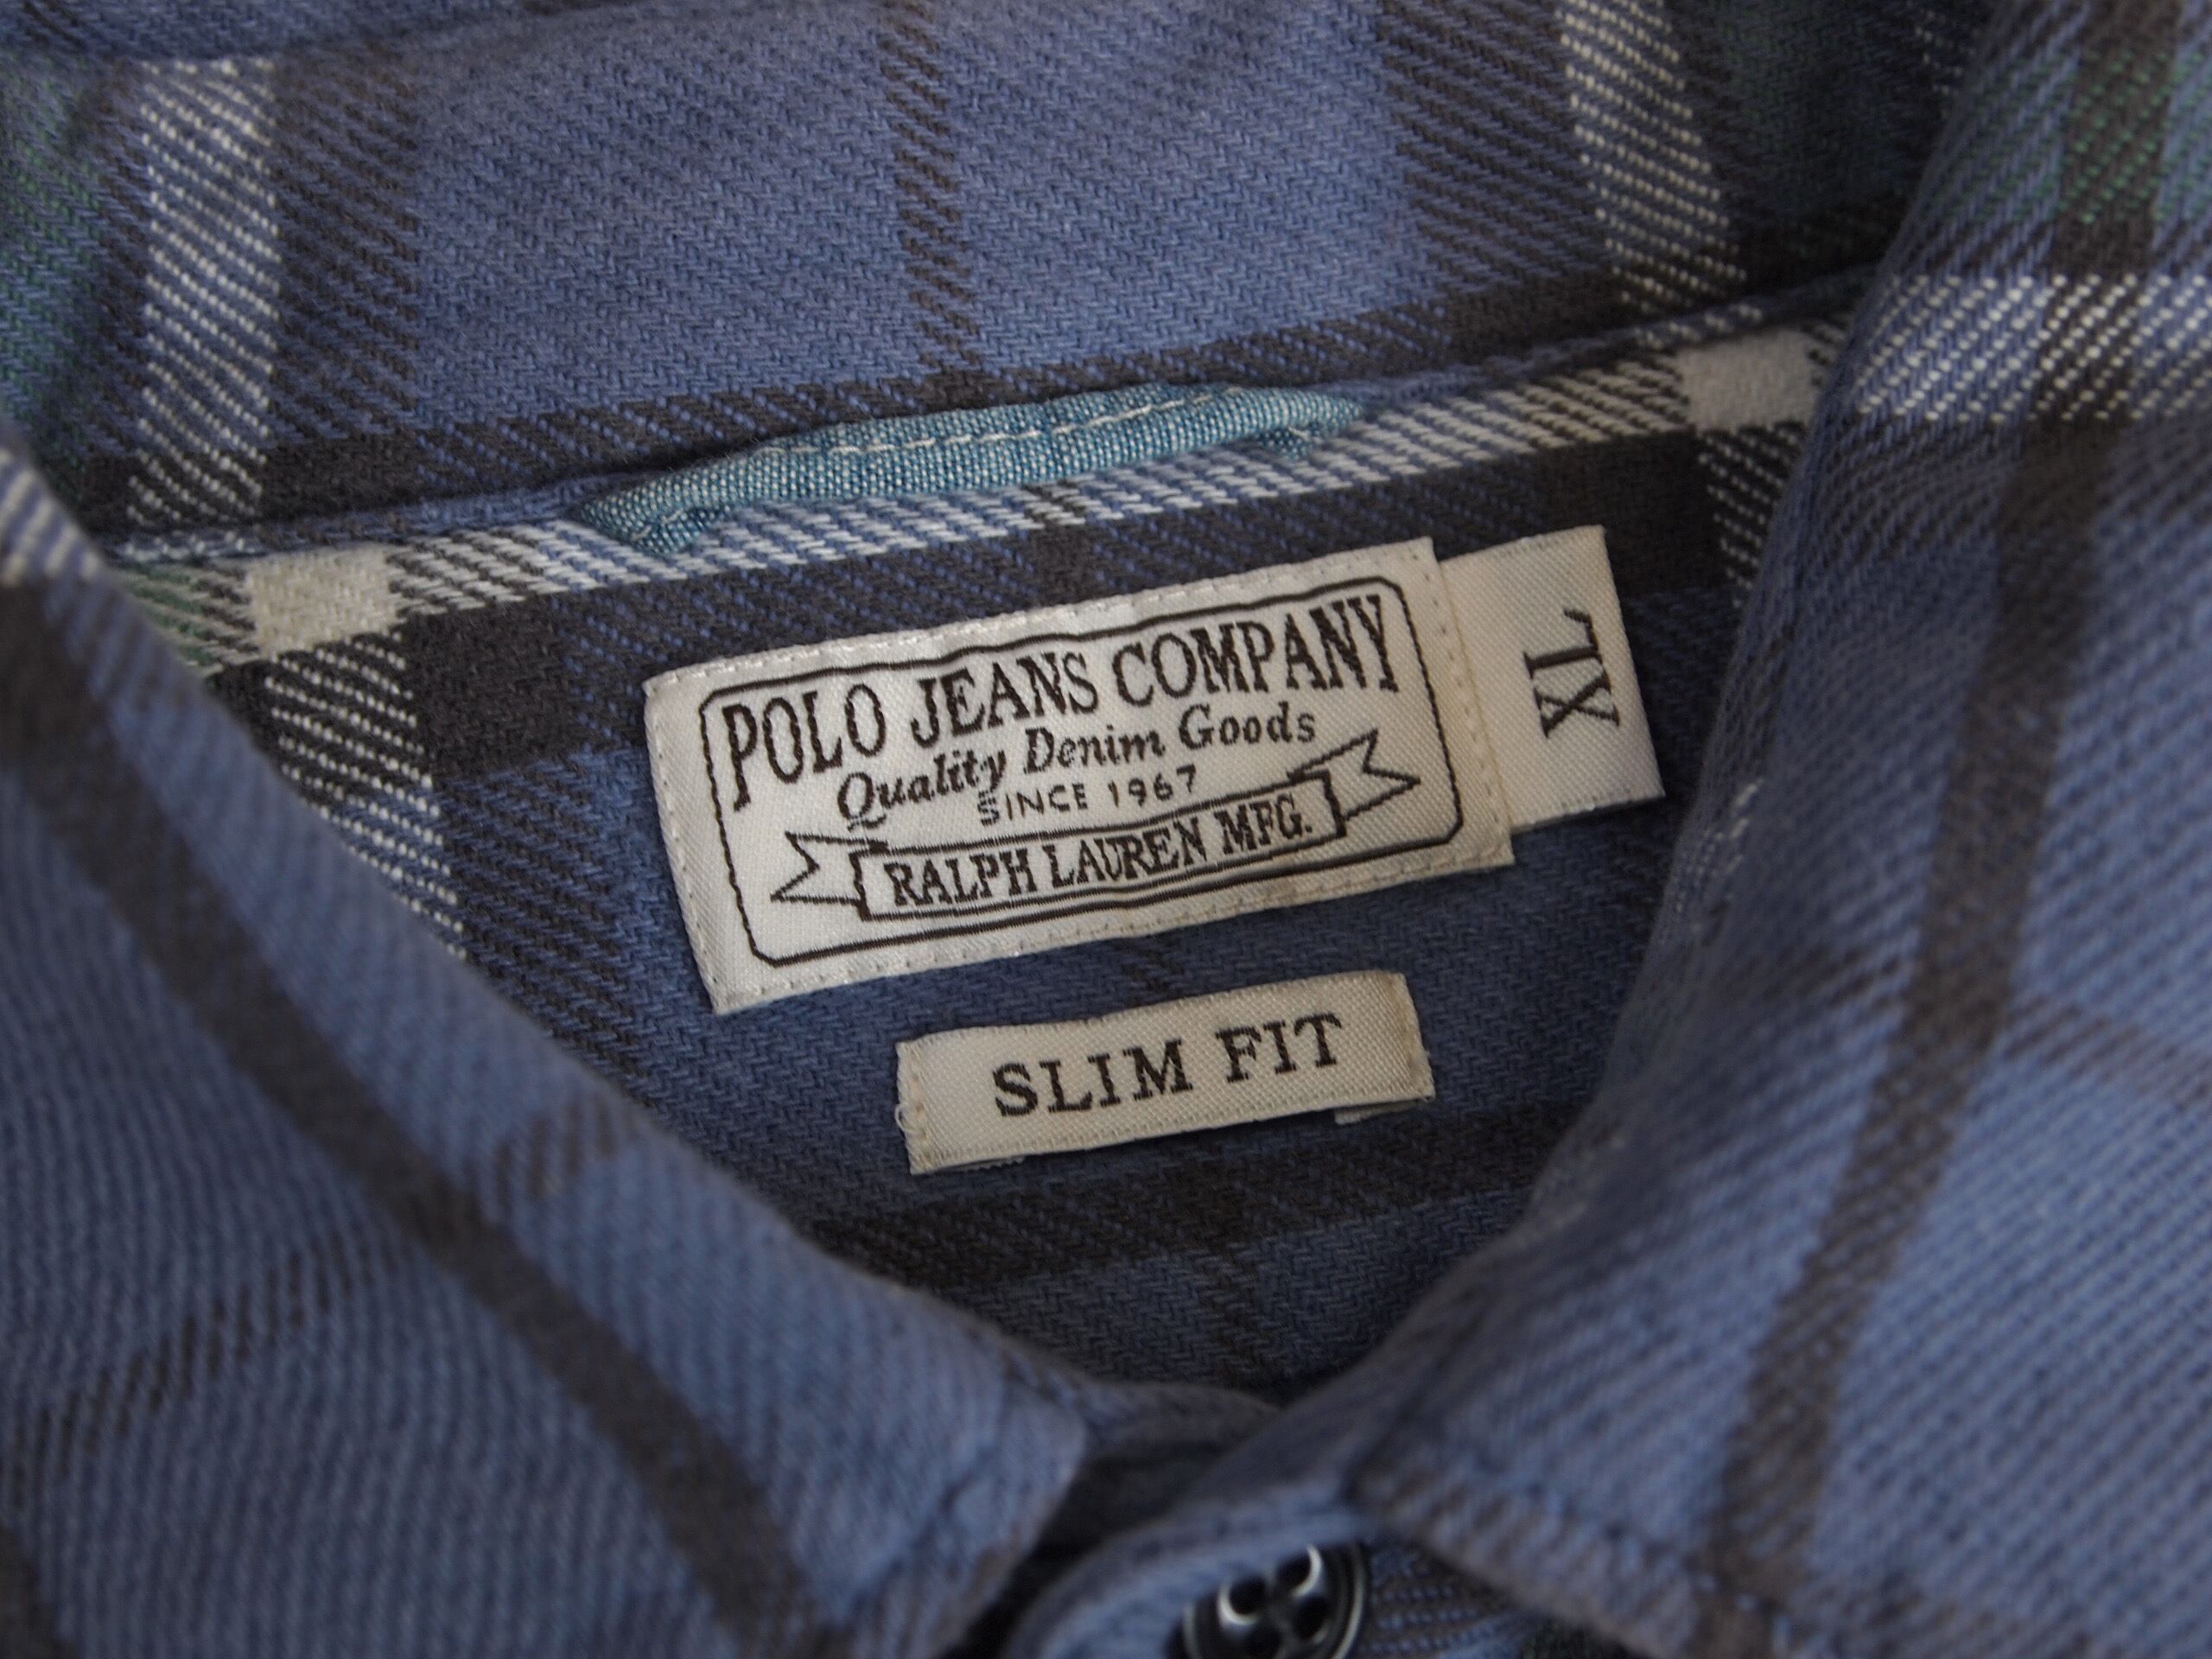 POLO JEANS COMPANY
Quality Denim Goods
SINCE 1967
RALPH LAUREN MFG.
XL
SLIM FIT